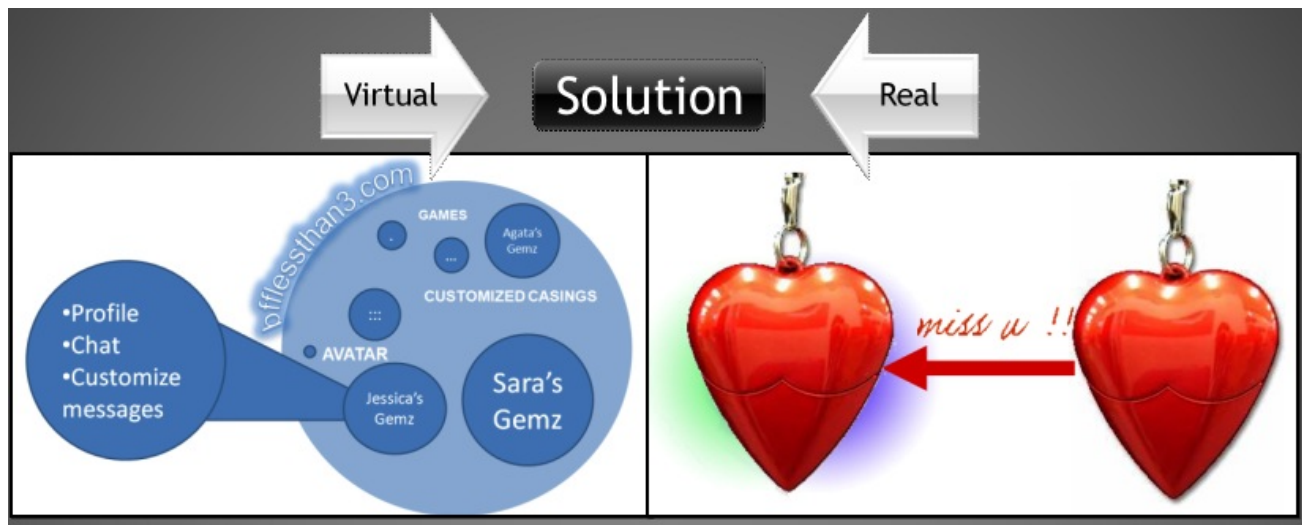 Virtual
Solution
Real
bfflessthan3.com
GAMES
.
...
Agata's
Gemz
CUSTOMIZED CASINGS
:::
AVATAR
•Profile
•Chat
•Customize
messages
Jessica's
Gemz
Sara's
Gemz
miss u !!